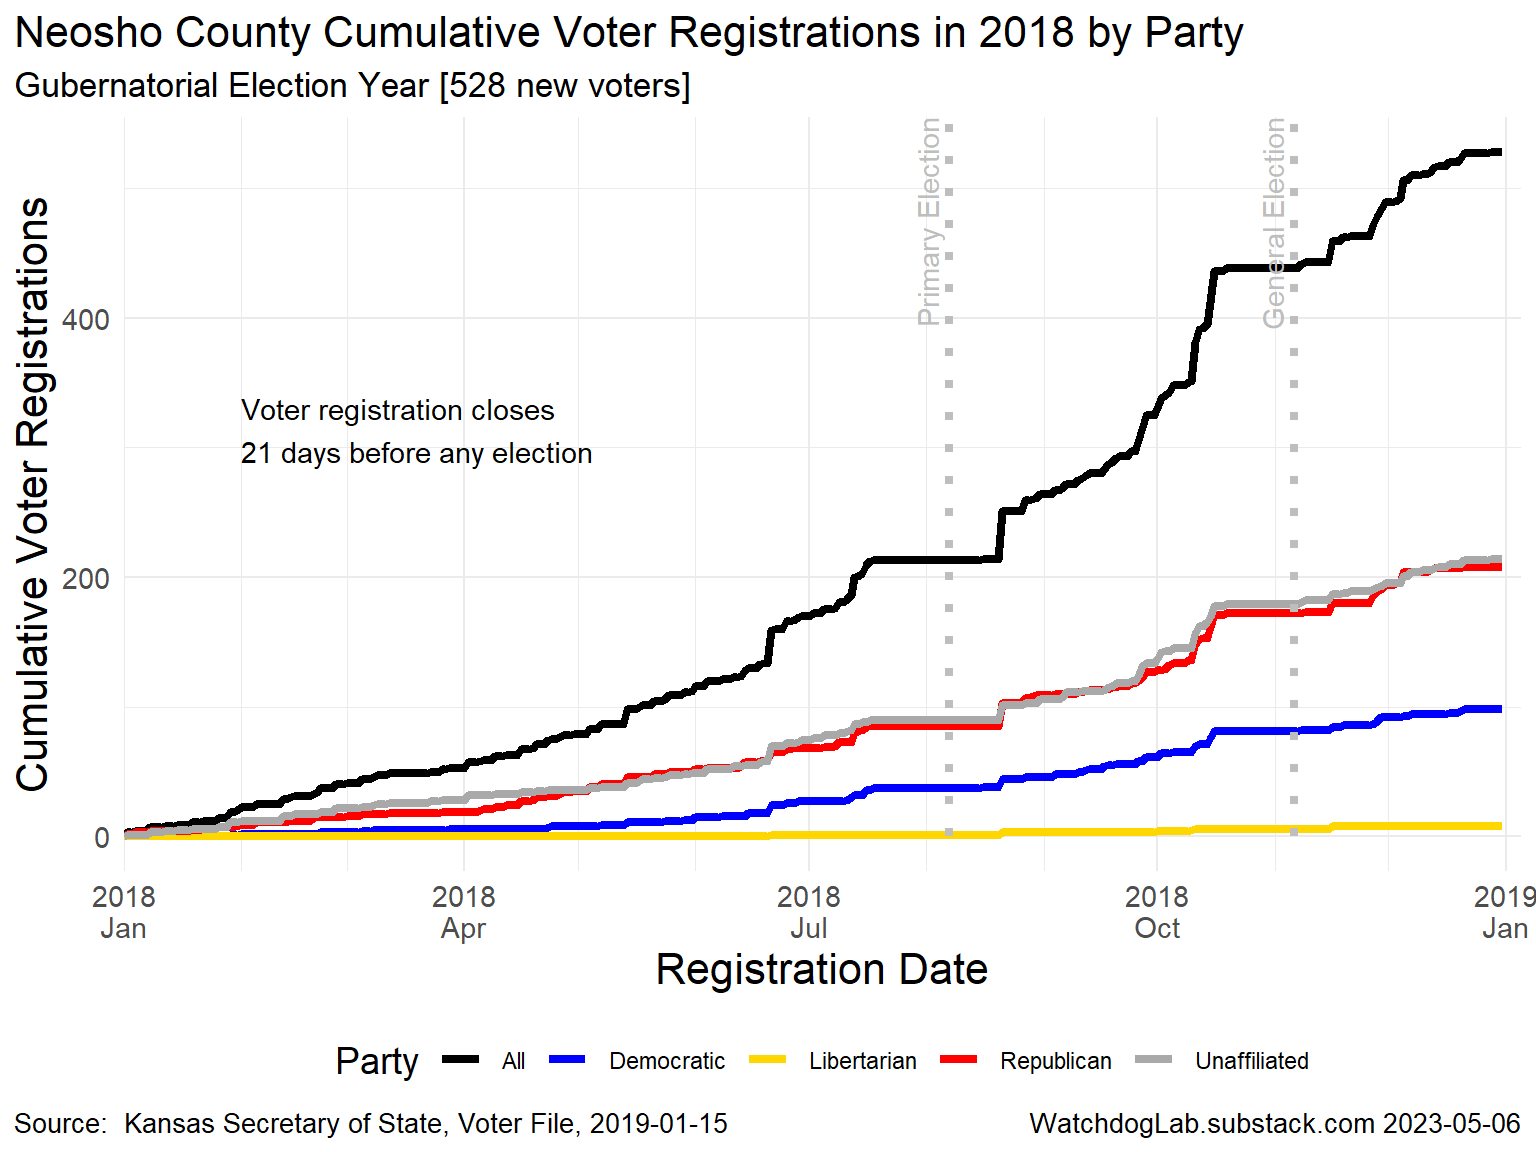 Neosho County Cumulative Voter Registrations in 2018 by Party
Gubernatorial Election Year [528 new voters]
Cumulative Voter Registrations
400
200
0
Primary Election
General Election
Voter registration closes
21 days before any election
2018 2018 2018 2018 2019
Jan Apr Jul Oct Jan
Registration Date
Party All Democratic Libertarian Republican Unaffiliated
Source:  Kansas Secretary of State, Voter File, 2019-01-15
WatchdogLab.substack.com 2023-05-06